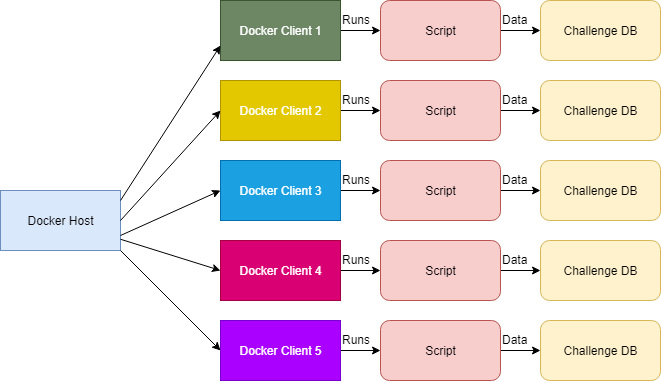 Docker Client 1
Runs
Script
Data
Challenge DB
Docker Client 2
Runs
Script
Data
Challenge DB
Docker Host
Docker Client 3
Runs
Script
Data
Challenge DB
Docker Client 4
Runs
Script
Data
Challenge DB
Docker Client 5
Runs
Script
Data
Challenge DB